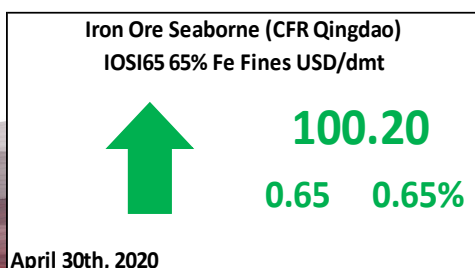 Iron Ore Seaborne (CFR Qingdao)
IOSI65 65% Fe Fines USD/dmt
100.20
0.65 0.65%
April 30th, 2020